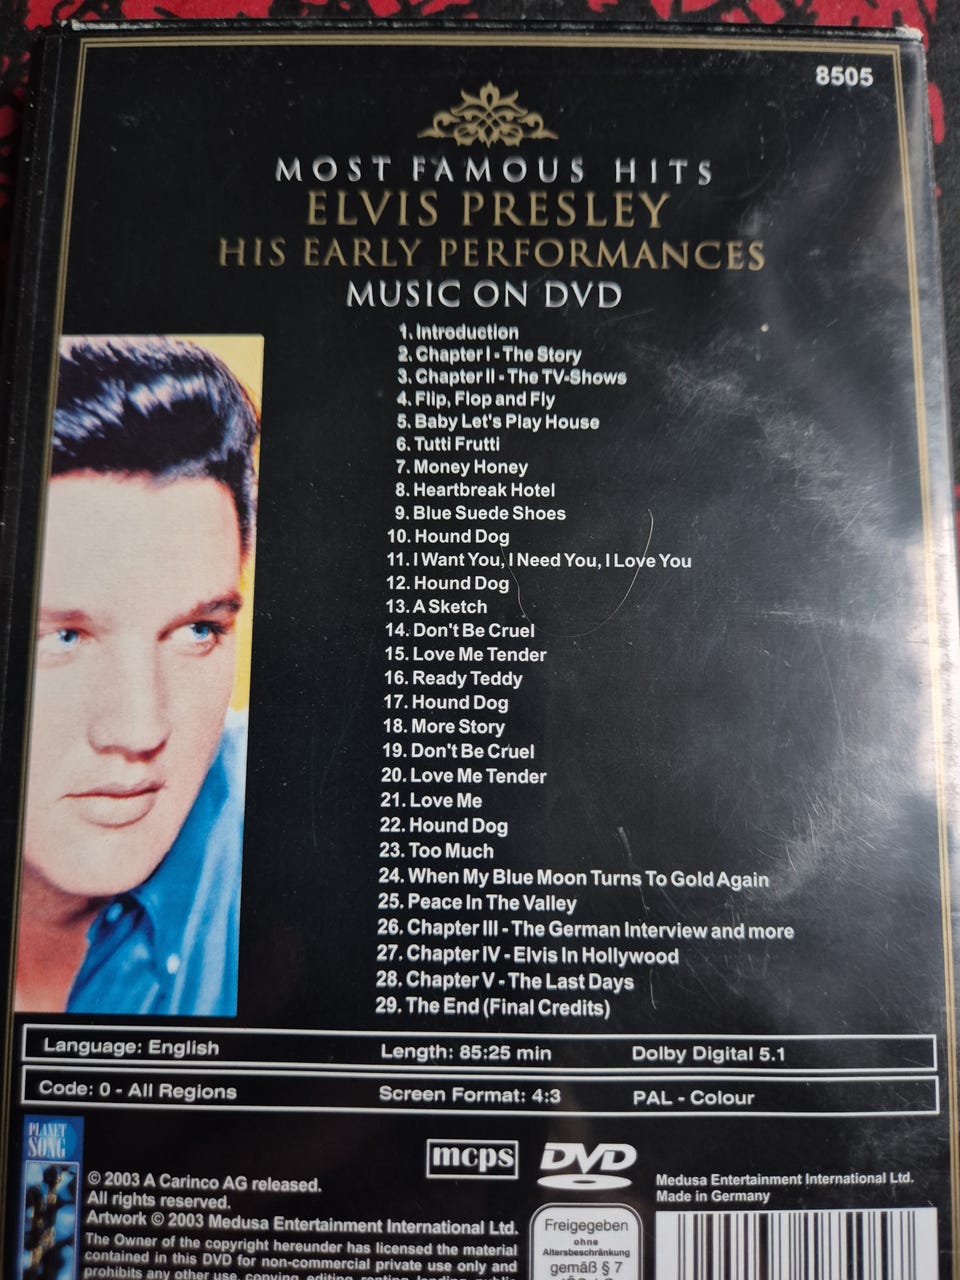 8505
MOST FAMOUS HITS
ELVIS PRESLEY
HIS EARLY PERFORMANCES
MUSIC ON DVD
1. Introduction
2. Chapter I - The Story
3. Chapter II - The TV-Shows
4. Flip, Flop and Fly
5. Baby Let's Play House
6. Tutti Frutti
7. Money Honey
8. Heartbreak Hotel
9. Blue Suede Shoes
10. Hound Dog
11. I Want You, I Need You, I Love You
12. Hound Dog
13. A Sketch
14. Don't Be Cruel
15. Love Me Tender
16. Ready Teddy
17. Hound Dog
18. More Story
19. Don't Be Cruel
20. Love Me Tender
21. Love Me
22. Hound Dog
23. Too Much
24. When My Blue Moon Turns To Gold Again
25. Peace In The Valley
26. Chapter III - The German Interview and more
27. Chapter IV - Elvis In Hollywood
28. Chapter V - The Last Days
29. The End (Final Credits)
Language: English Length: 85:25 min Dolby Digital 5.1
Code: 0 - All Regions Screen Format: 4:3 PAL - Colour
PLANET
SONG
© 2003 A Carinco AG released.
All rights reserved.
Artwork © 2003 Medusa Entertainment International Ltd.
The Owner of the copyright hereunder has licensed the material
contained in this DVD for non-commercial private use only and
prohibits any other use, copying, editing, renting, lending, public
mcps
DVD
Medusa Entertainment International Ltd.
Made in Germany
Freigegeben
ohne
Altersbeschränkung
gemäß § 7